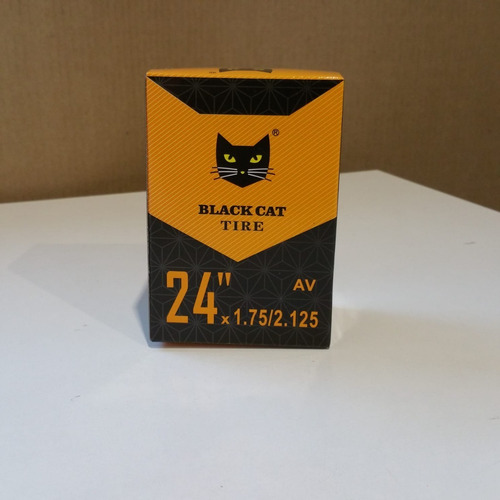 ®
BLACK CAT
TIRE
AV
24" x 1.75/2.125